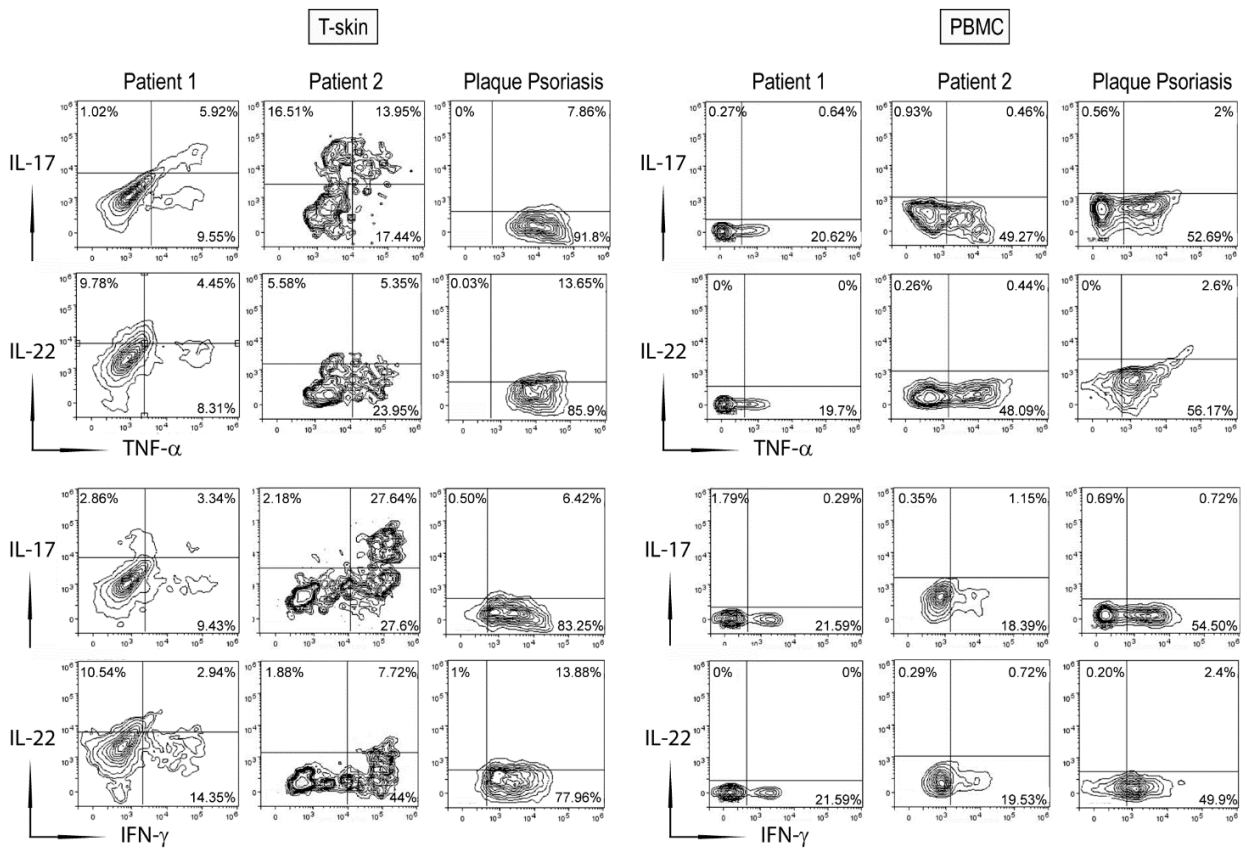 T-skin PBMC
Patient 1 Patient 2 Plaque Psoriasis Patient 1 Patient 2 Plaque Psoriasis
1.02% 5.92% 16.51% 13.95% 0% 7.86% 0.27% 0.64% 0.93% 0.46% 0.56% 2%
IL-17 IL-17
9.55% 17.44% 91.8% 20.62% 49.27% 52.69%
9.78% 4.45% 5.58% 5.35% 0.03% 13.65% 0% 0% 0.26% 0.44% 0% 2.6%
IL-22 IL-22
8.31% 23.95% 85.9% 19.7% 48.09% 56.17%
TNF-α TNF-α
2.86% 3.34% 2.18% 27.64% 0.50% 6.42% 1.79% 0.29% 0.35% 1.15% 0.69% 0.72%
IL-17 IL-17
9.43% 27.6% 83.25% 21.59% 18.39% 54.50%
10.54% 2.94% 1.88% 7.72% 1% 13.88% 0% 0% 0.29% 0.72% 0.20% 2.4%
IL-22 IL-22
14.35% 44% 77.96% 21.59% 19.53% 49.9%
IFN-γ IFN-γ